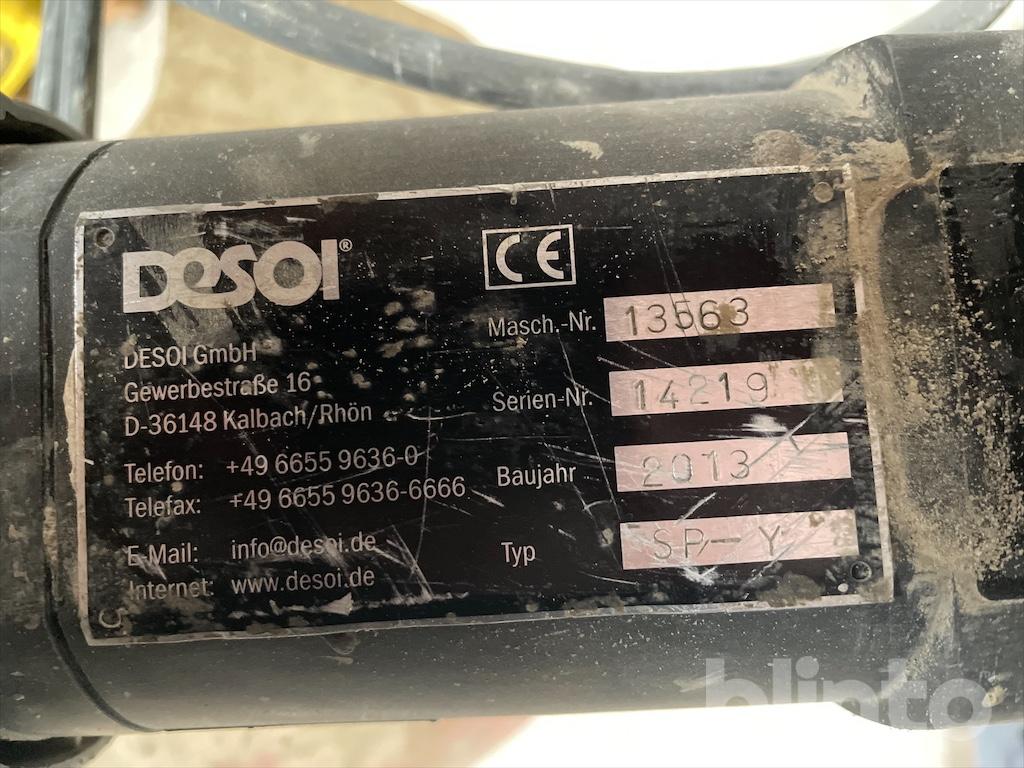 DESOI®
DESOI GmbH
Gewerbestraße 16
D-36148 Kalbach/Rhön
Telefon: +49 6655 9636-0
Telefax: +49 6655 9636-6666
E-Mail: info@desoi.de
Internet: www.desoi.de
CE
Masch.-Nr. 13563
Serien-Nr. 14219
Baujahr 2013
Typ SP-Y
blinto